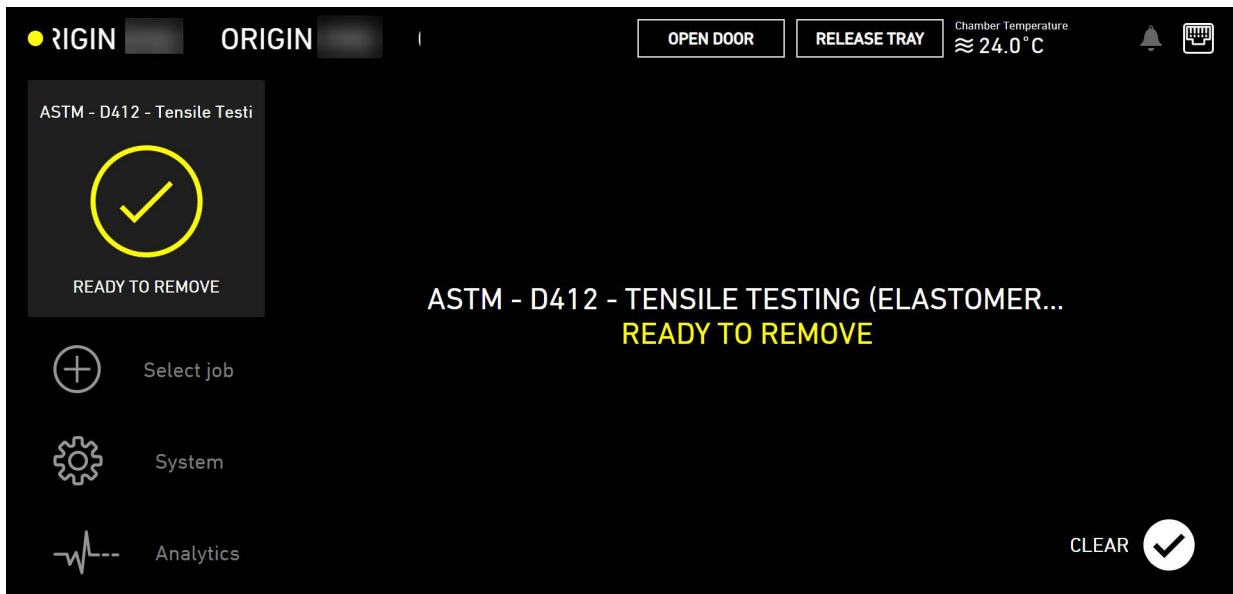 RIGIN ORIGIN
OPEN DOOR
RELEASE TRAY
Chamber Temperature
≋ 24.0°C
ASTM - D412 - Tensile Testi
READY TO REMOVE
ASTM - D412 - TENSILE TESTING (ELASTOMER...
READY TO REMOVE
Select job
System
Analytics
CLEAR